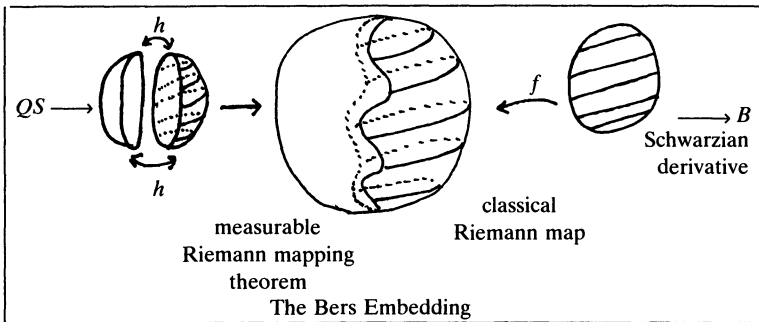 h
QS
f
B
Schwarzian
derivative
h
measurable
Riemann mapping
theorem
classical
Riemann map
The Bers Embedding